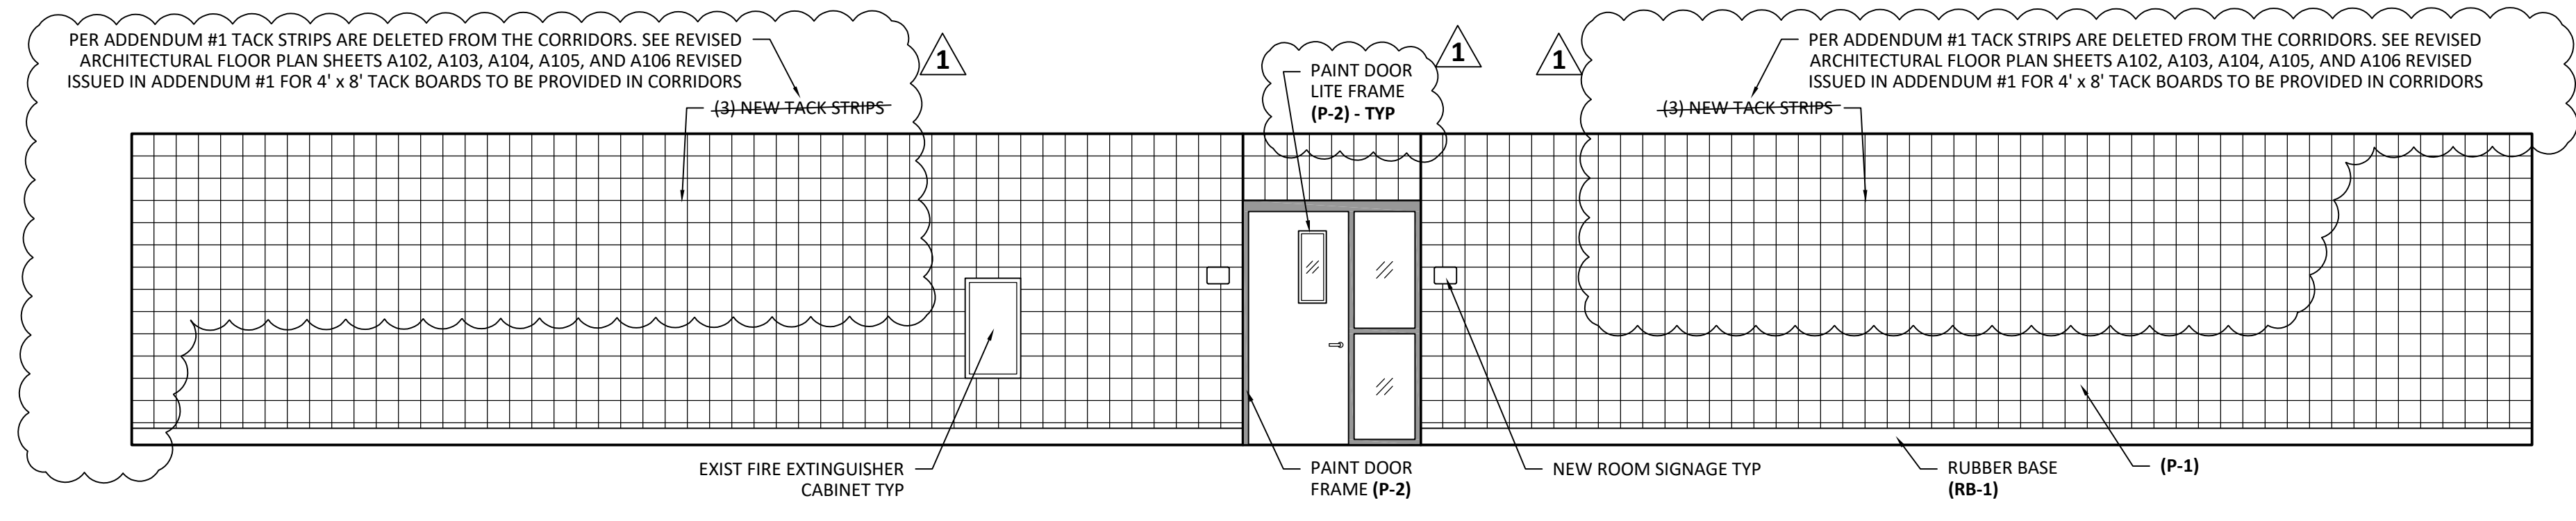 PER ADDENDUM #1 TACK STRIPS ARE DELETED FROM THE CORRIDORS. SEE REVISED
ARCHITECTURAL FLOOR PLAN SHEETS A102, A103, A104, A105, AND A106 REVISED
ISSUED IN ADDENDUM #1 FOR 4' x 8' TACK BOARDS TO BE PROVIDED IN CORRIDORS
(3) NEW TACK STRIPS
1
PAINT DOOR
LITE FRAME
(P-2) - TYP
1
1
PER ADDENDUM #1 TACK STRIPS ARE DELETED FROM THE CORRIDORS. SEE REVISED
ARCHITECTURAL FLOOR PLAN SHEETS A102, A103, A104, A105, AND A106 REVISED
ISSUED IN ADDENDUM #1 FOR 4' x 8' TACK BOARDS TO BE PROVIDED IN CORRIDORS
(3) NEW TACK STRIPS
EXIST FIRE EXTINGUISHER
CABINET TYP
PAINT DOOR
FRAME (P-2)
NEW ROOM SIGNAGE TYP
RUBBER BASE
(RB-1)
(P-1)